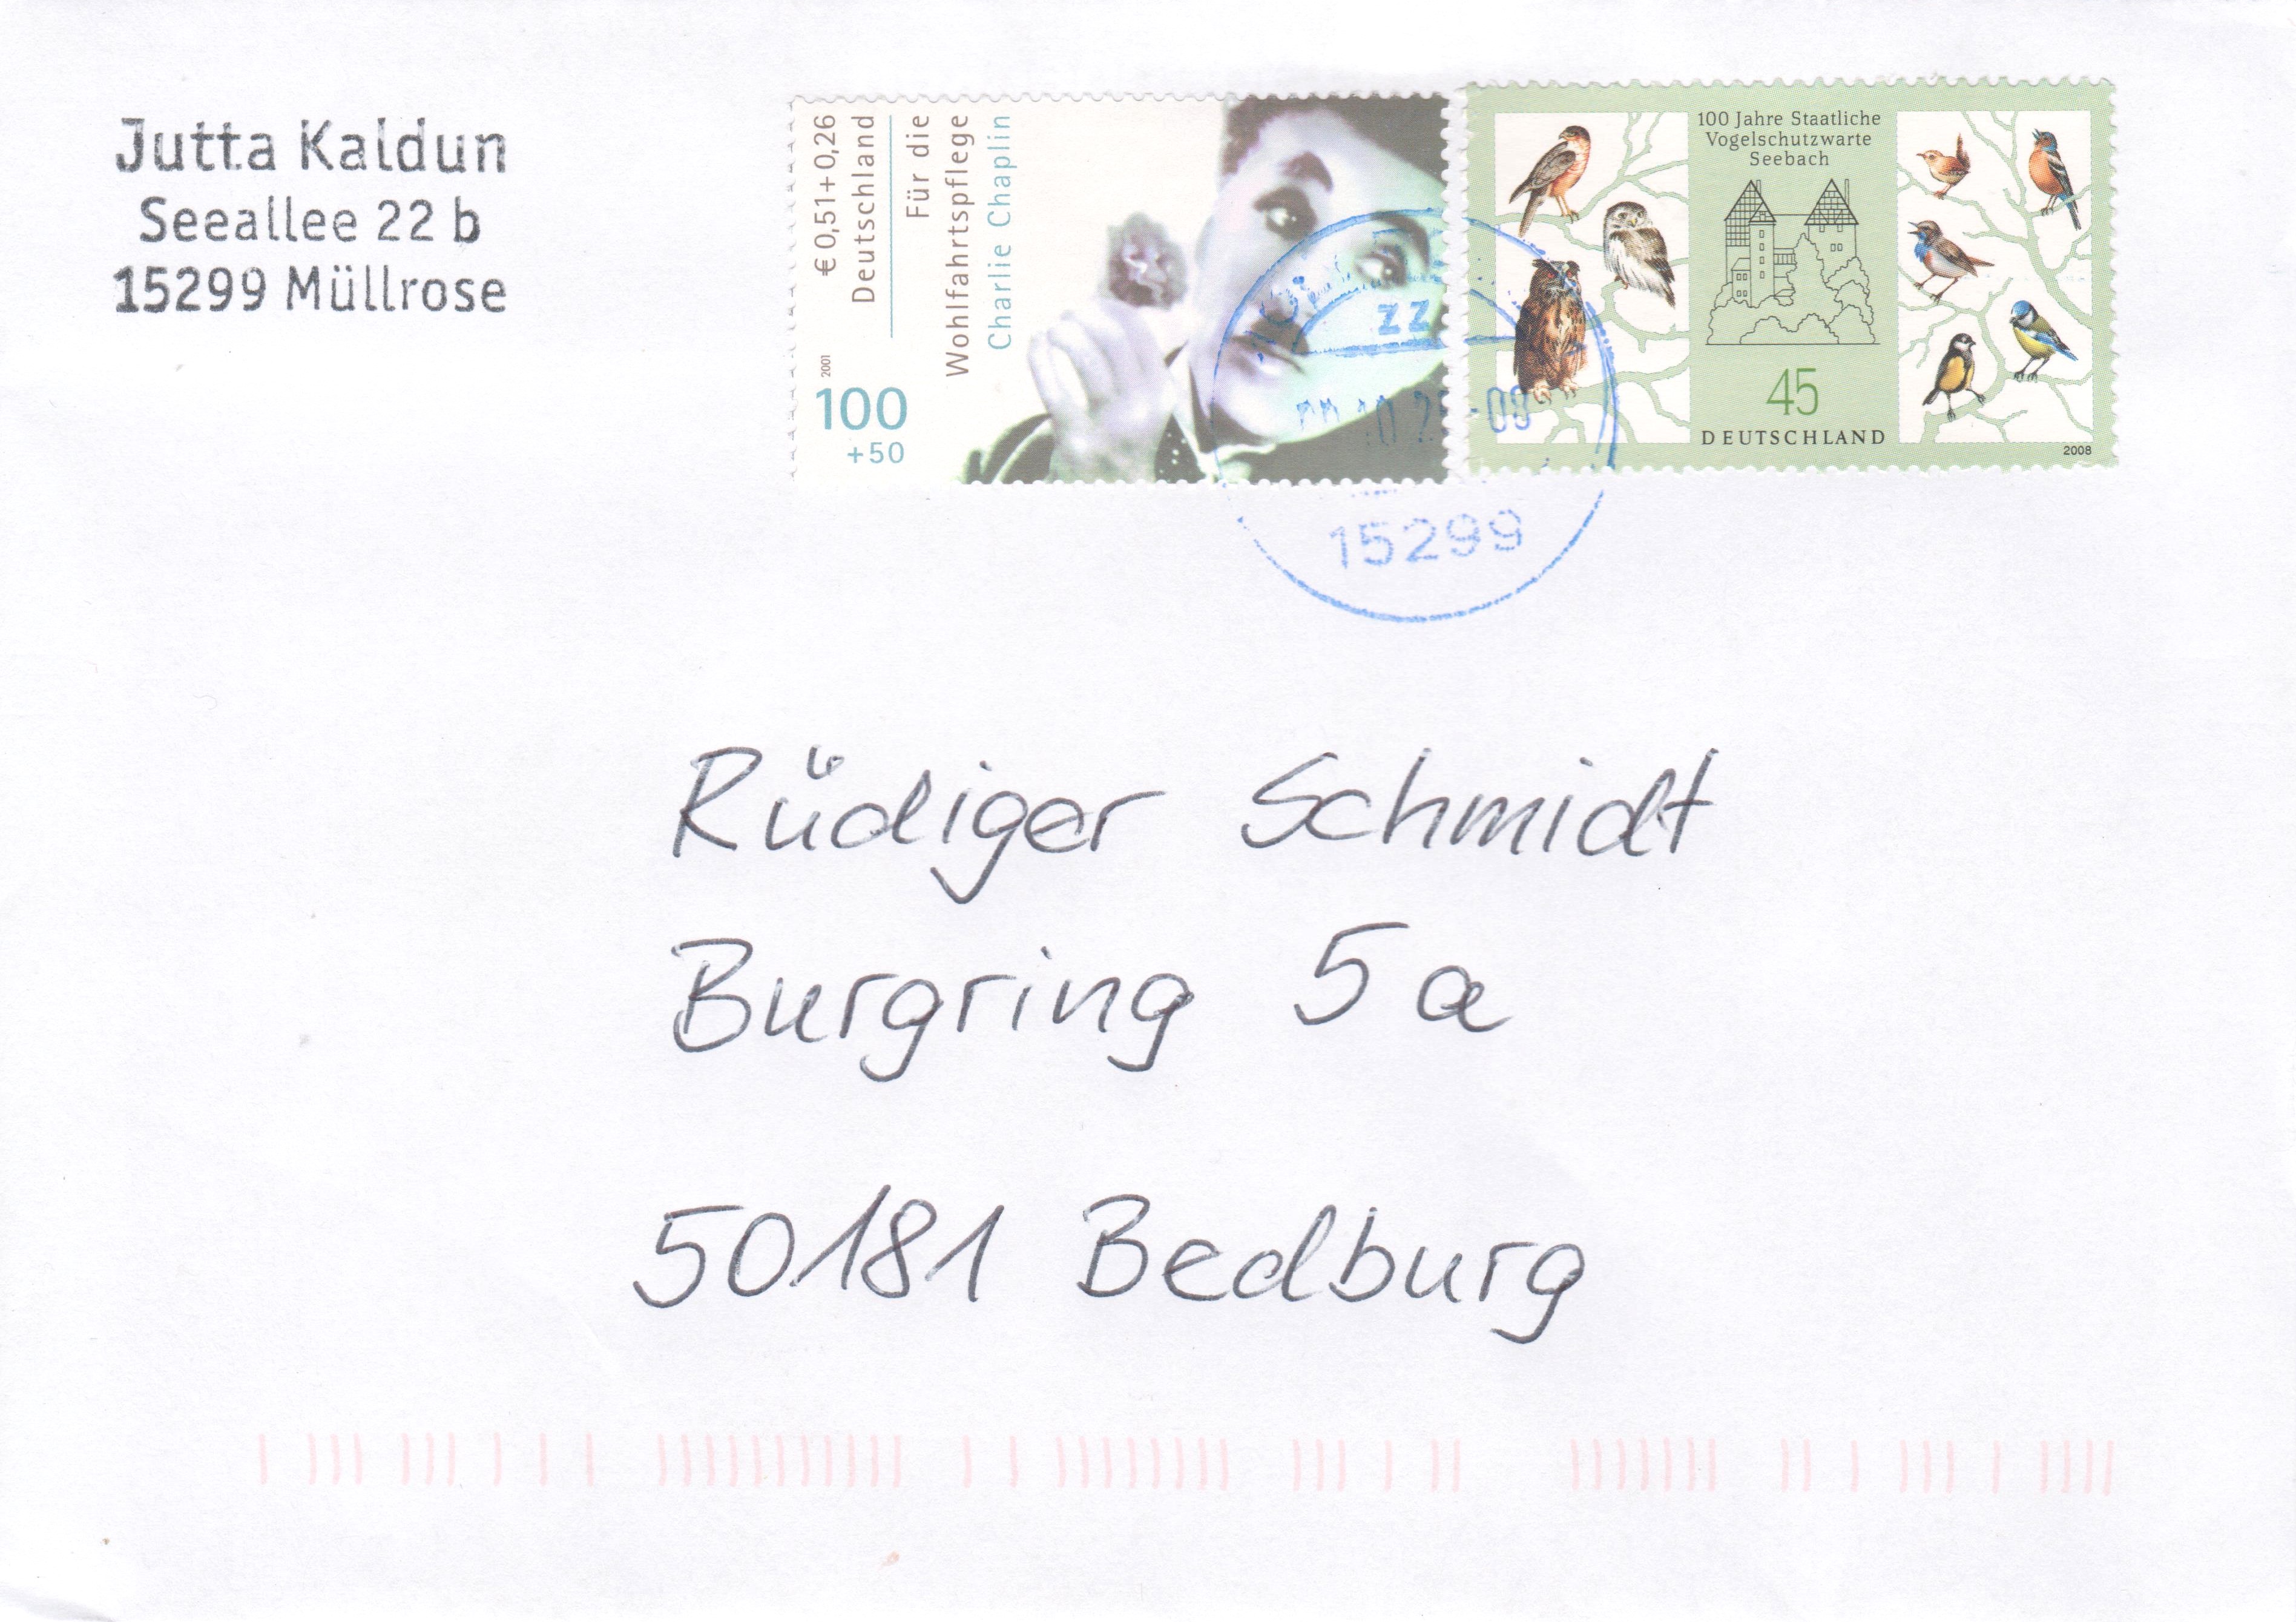 Jutta Kaldun
Seeallee 22 b
15299 Müllrose
€ 0,51+0,26
Deutschland
Für die
Wohlfahrtspflege
Charlie Chaplin
2001
100
+50
100 Jahre Staatliche
Vogelschutzwarte
Seebach
45
DEUTSCHLAND
2008
zz
15299
Rüdiger Schmidt
Burgring 5a
50181 Bedburg